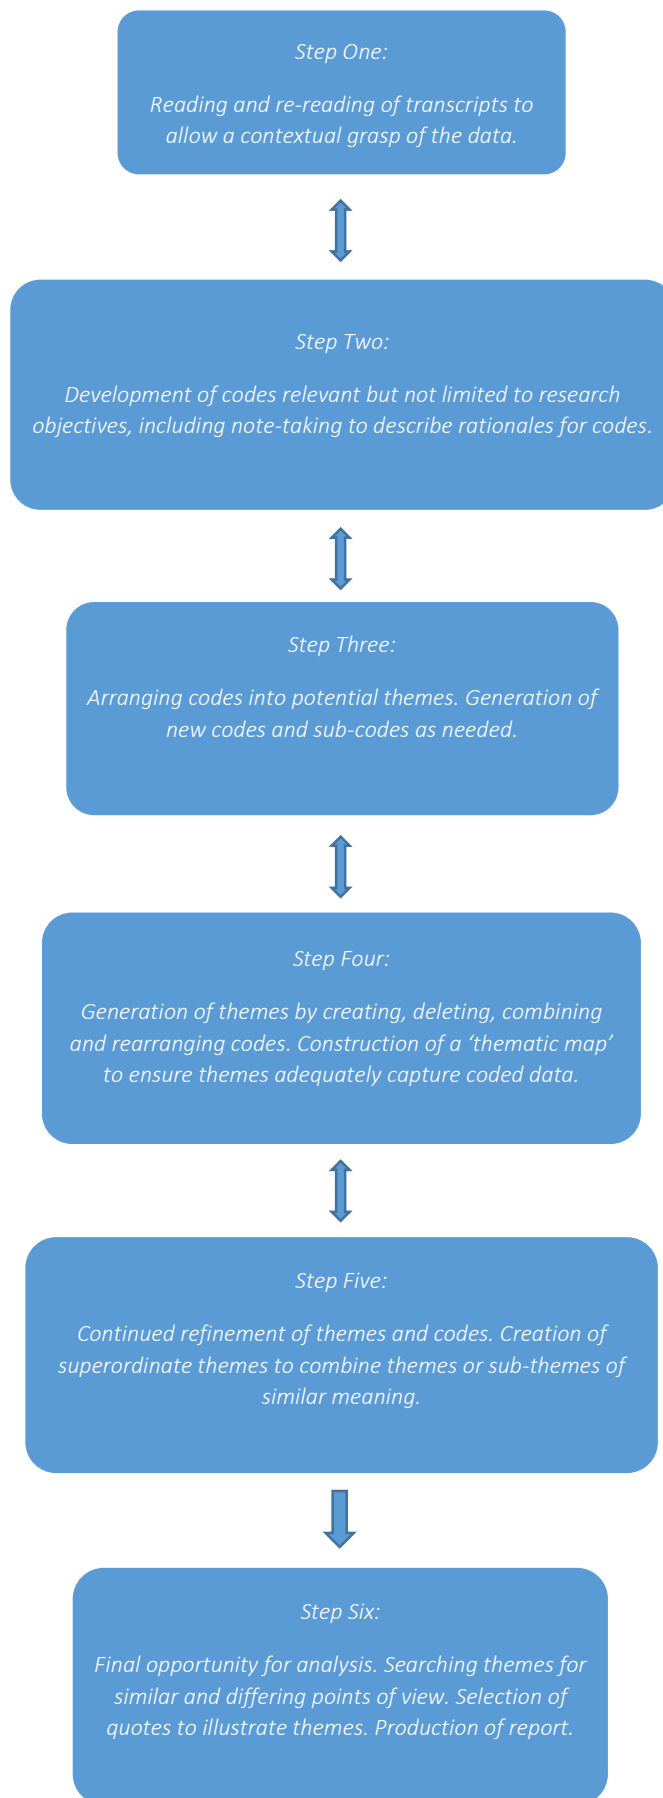 Step One:
Reading and re-reading of transcripts to
allow a contextual grasp of the data.
Step Two:
Development of codes relevant but not limited to research
objectives, including note-taking to describe rationales for codes.
Step Three:
Arranging codes into potential themes. Generation of
new codes and sub-codes as needed.
Step Four:
Generation of themes by creating, deleting, combining
and rearranging codes. Construction of a ‘thematic map’
to ensure themes adequately capture coded data.
Step Five:
Continued refinement of themes and codes. Creation of
superordinate themes to combine themes or sub-themes of
similar meaning.
Step Six:
Final opportunity for analysis. Searching themes for
similar and differing points of view. Selection of
quotes to illustrate themes. Production of report.